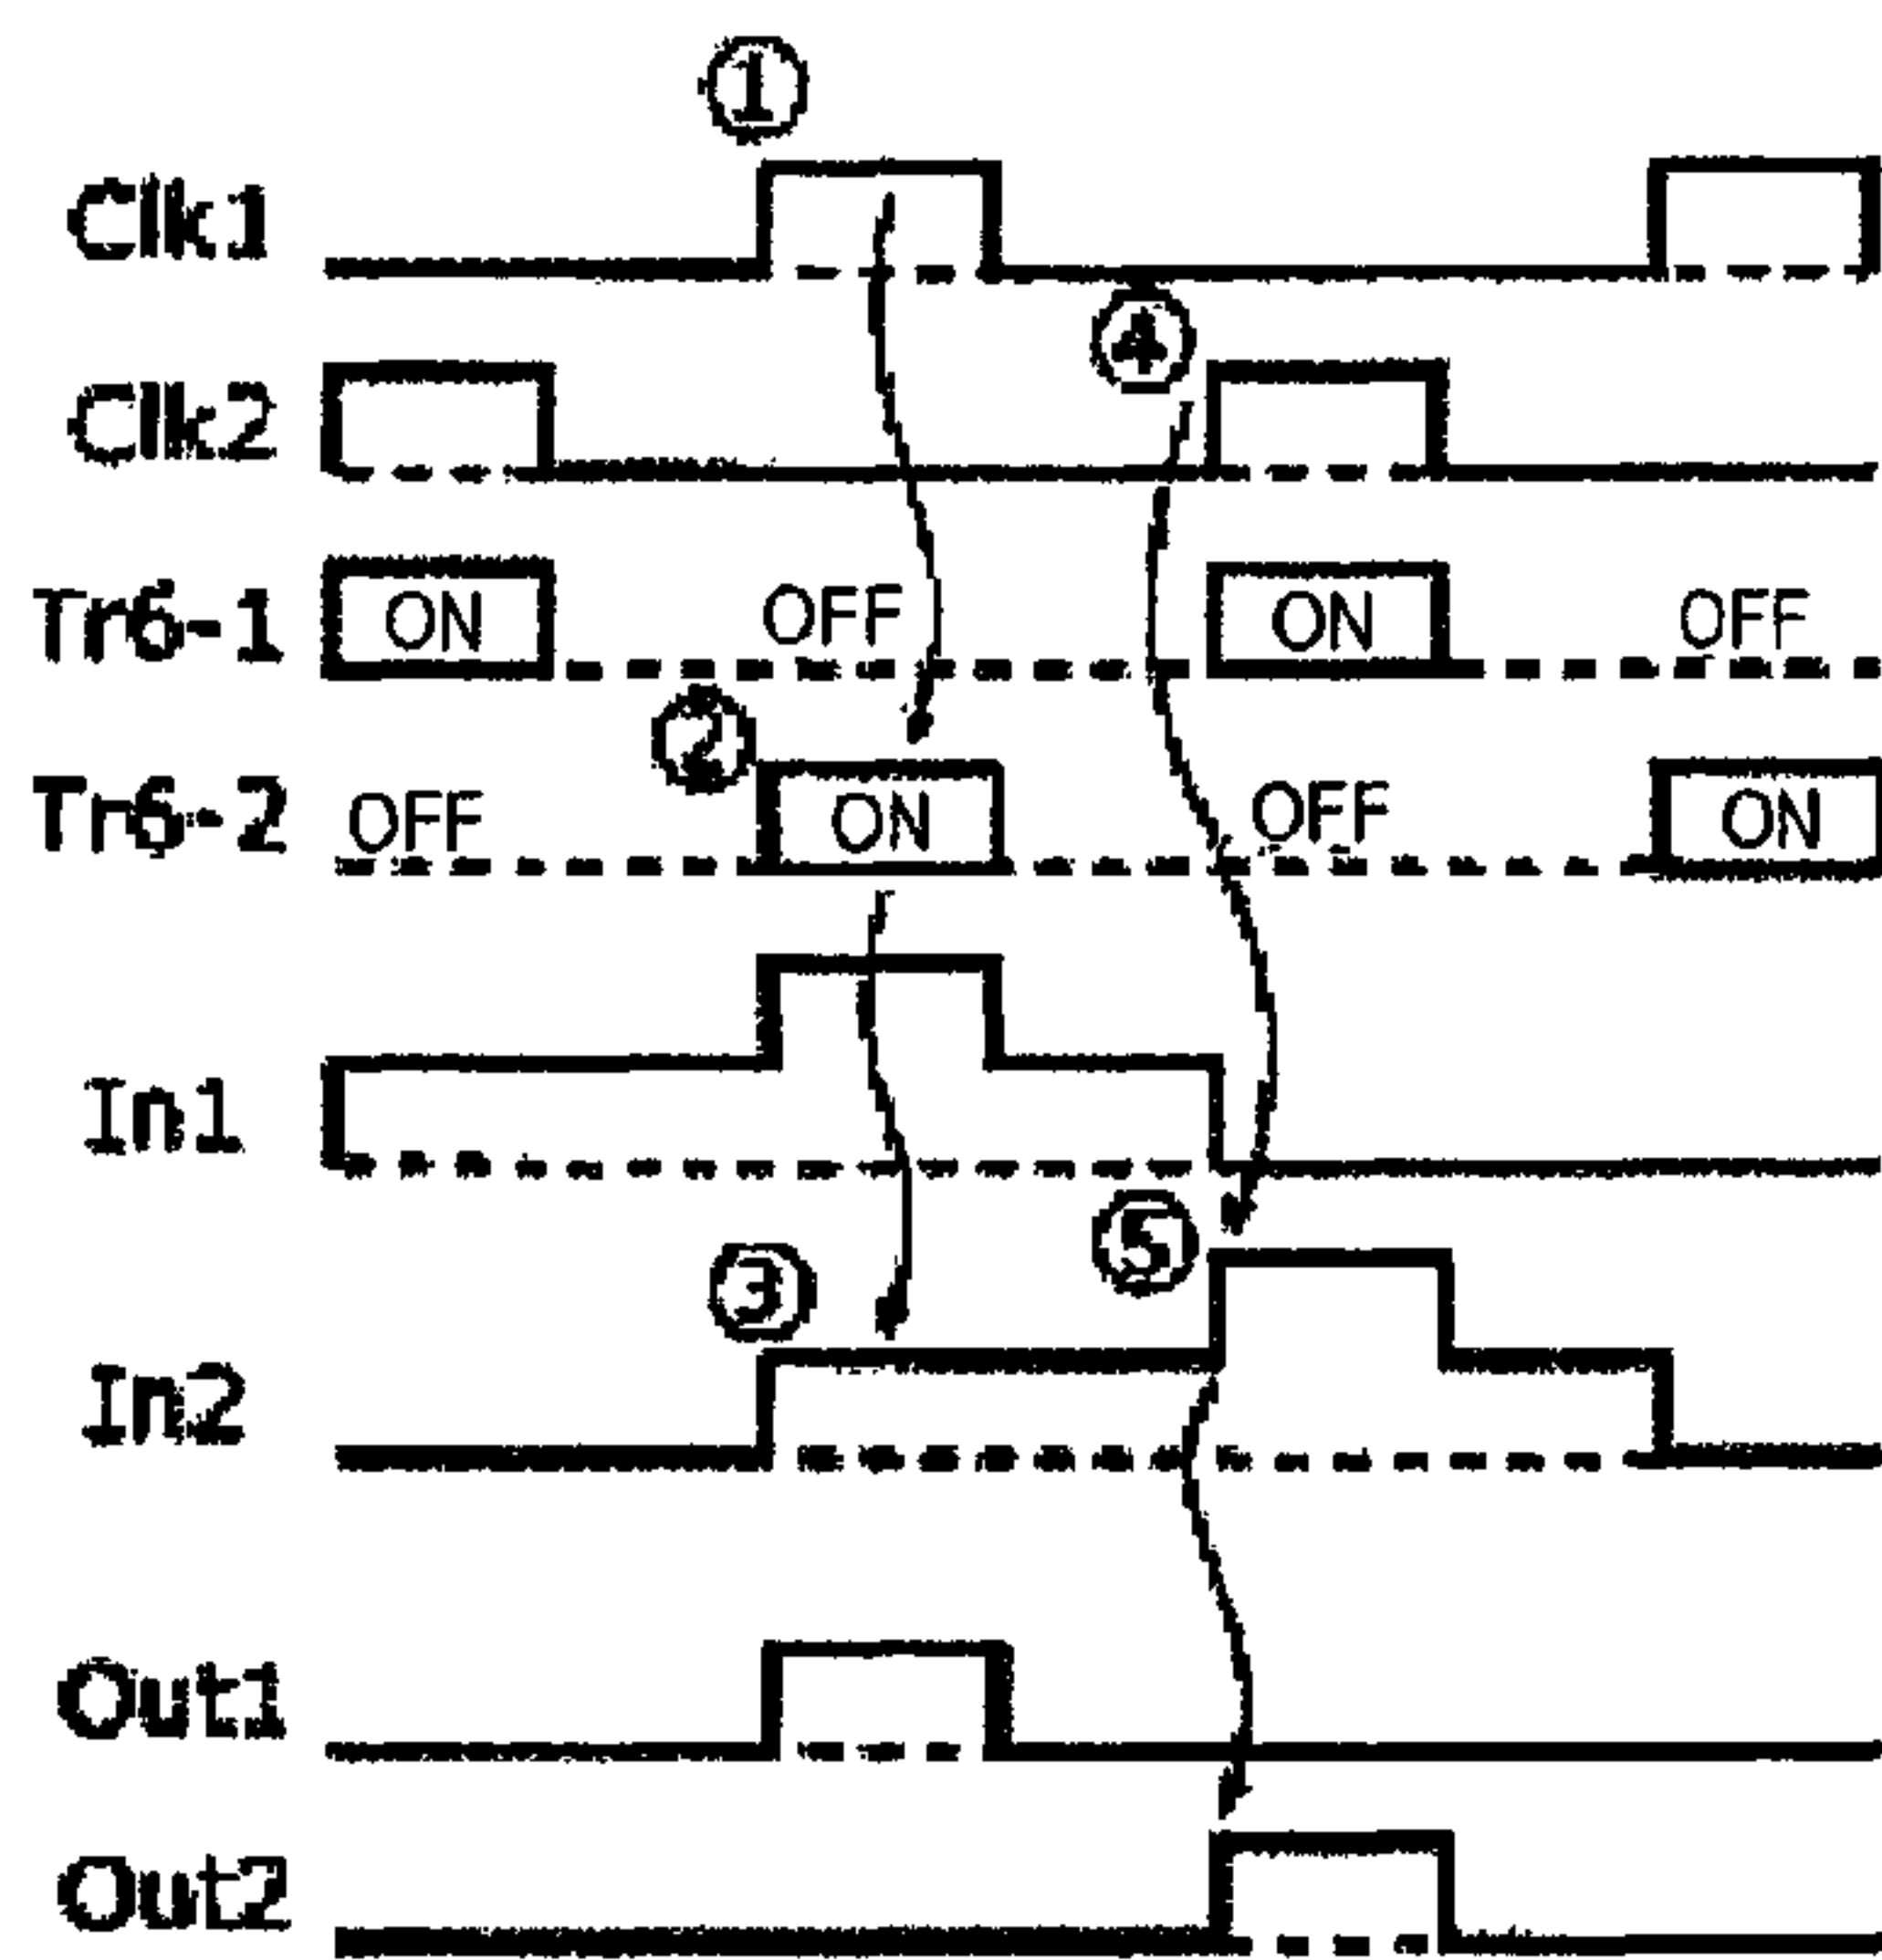 ①
Clk1
④
Clk2
Tr6-1 ON OFF ON OFF
②
Tr6-2 OFF ON OFF ON
In1
⑤
③
In2
Out1
Out2